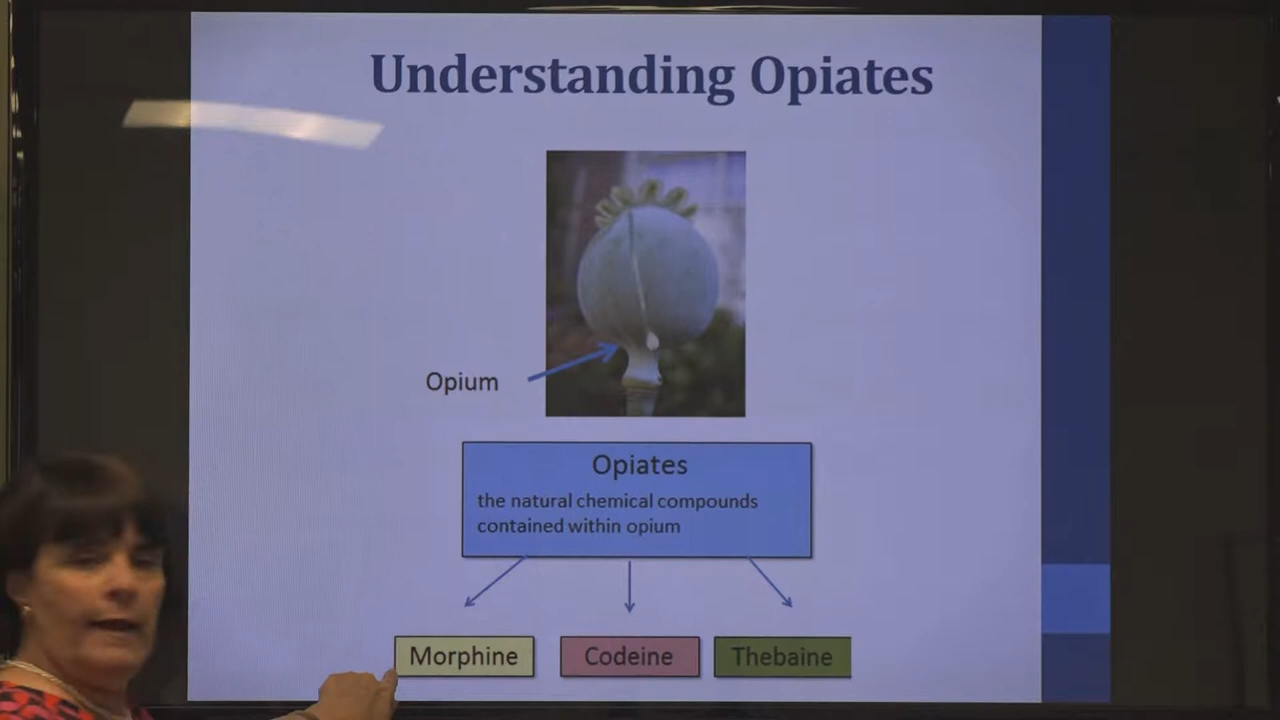 Understanding Opiates
Opium
Opiates
the natural chemical compounds
contained within opium
Morphine
Codeine
Thebaine